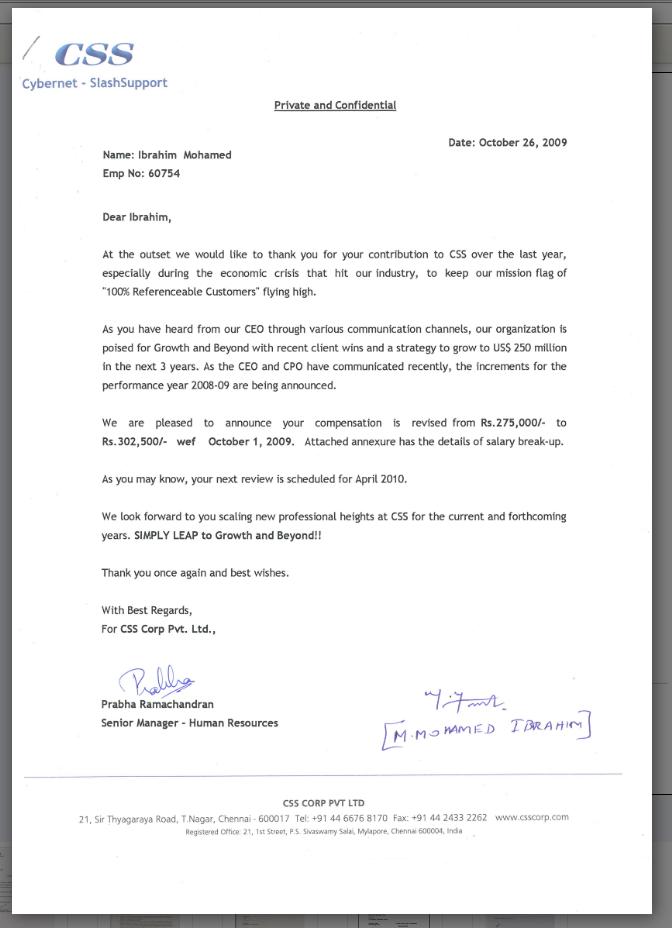 CSS
Cybernet - SlashSupport
Private and Confidential
Date: October 26, 2009
Name: Ibrahim Mohamed
Emp No: 60754
Dear Ibrahim,
At the outset we would like to thank you for your contribution to CSS over the last year,
especially during the economic crisis that hit our industry, to keep our mission flag of
"100% Referenceable Customers" flying high.
As you have heard from our CEO through various communication channels, our organization is
poised for Growth and Beyond with recent client wins and a strategy to grow to US$ 250 million
in the next 3 years. As the CEO and CPO have communicated recently, the increments for the
performance year 2008-09 are being announced.
We are pleased to announce your compensation is revised from Rs.275,000/- to
Rs.302,500/- wef October 1, 2009. Attached annexure has the details of salary break-up.
As you may know, your next review is scheduled for April 2010.
We look forward to you scaling new professional heights at CSS for the current and forthcoming
years. SIMPLY LEAP to Growth and Beyond!!
Thank you once again and best wishes.
With Best Regards,
For CSS Corp Pvt. Ltd.,
Prabha
Prabha Ramachandran
Senior Manager - Human Resources
[M.MOHAMED IBRAHIM]
CSS CORP PVT LTD
21, Sir Thyagaraya Road, T.Nagar, Chennai - 600017 Tel: +91 44 6676 8170 Fax: +91 44 2433 2262 www.csscorp.com
Registered Office: 21, 1st Street, P.S. Sivaswamy Salai, Mylapore, Chennai 600004, India